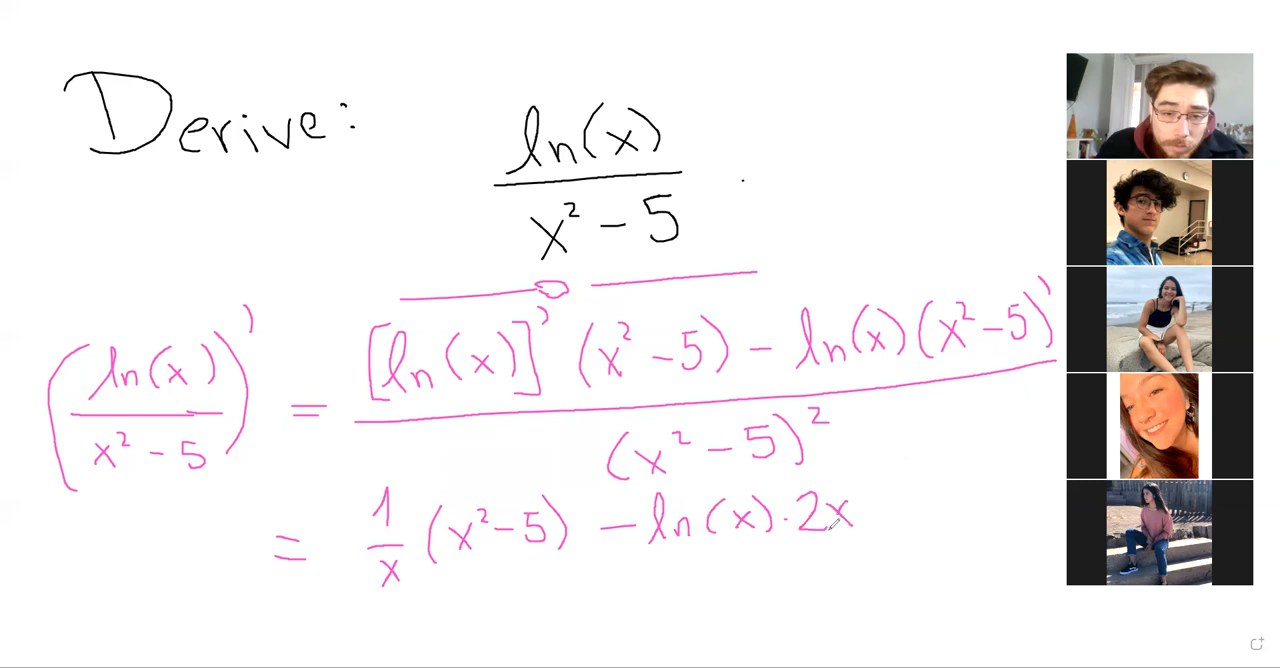 Derive:
ln(x)
x² - 5
(ln(x) / x² - 5)' = [ln(x)]' (x² - 5) - ln(x) (x² - 5)' / (x² - 5)²
= 1/x (x² - 5) - ln(x) · 2x